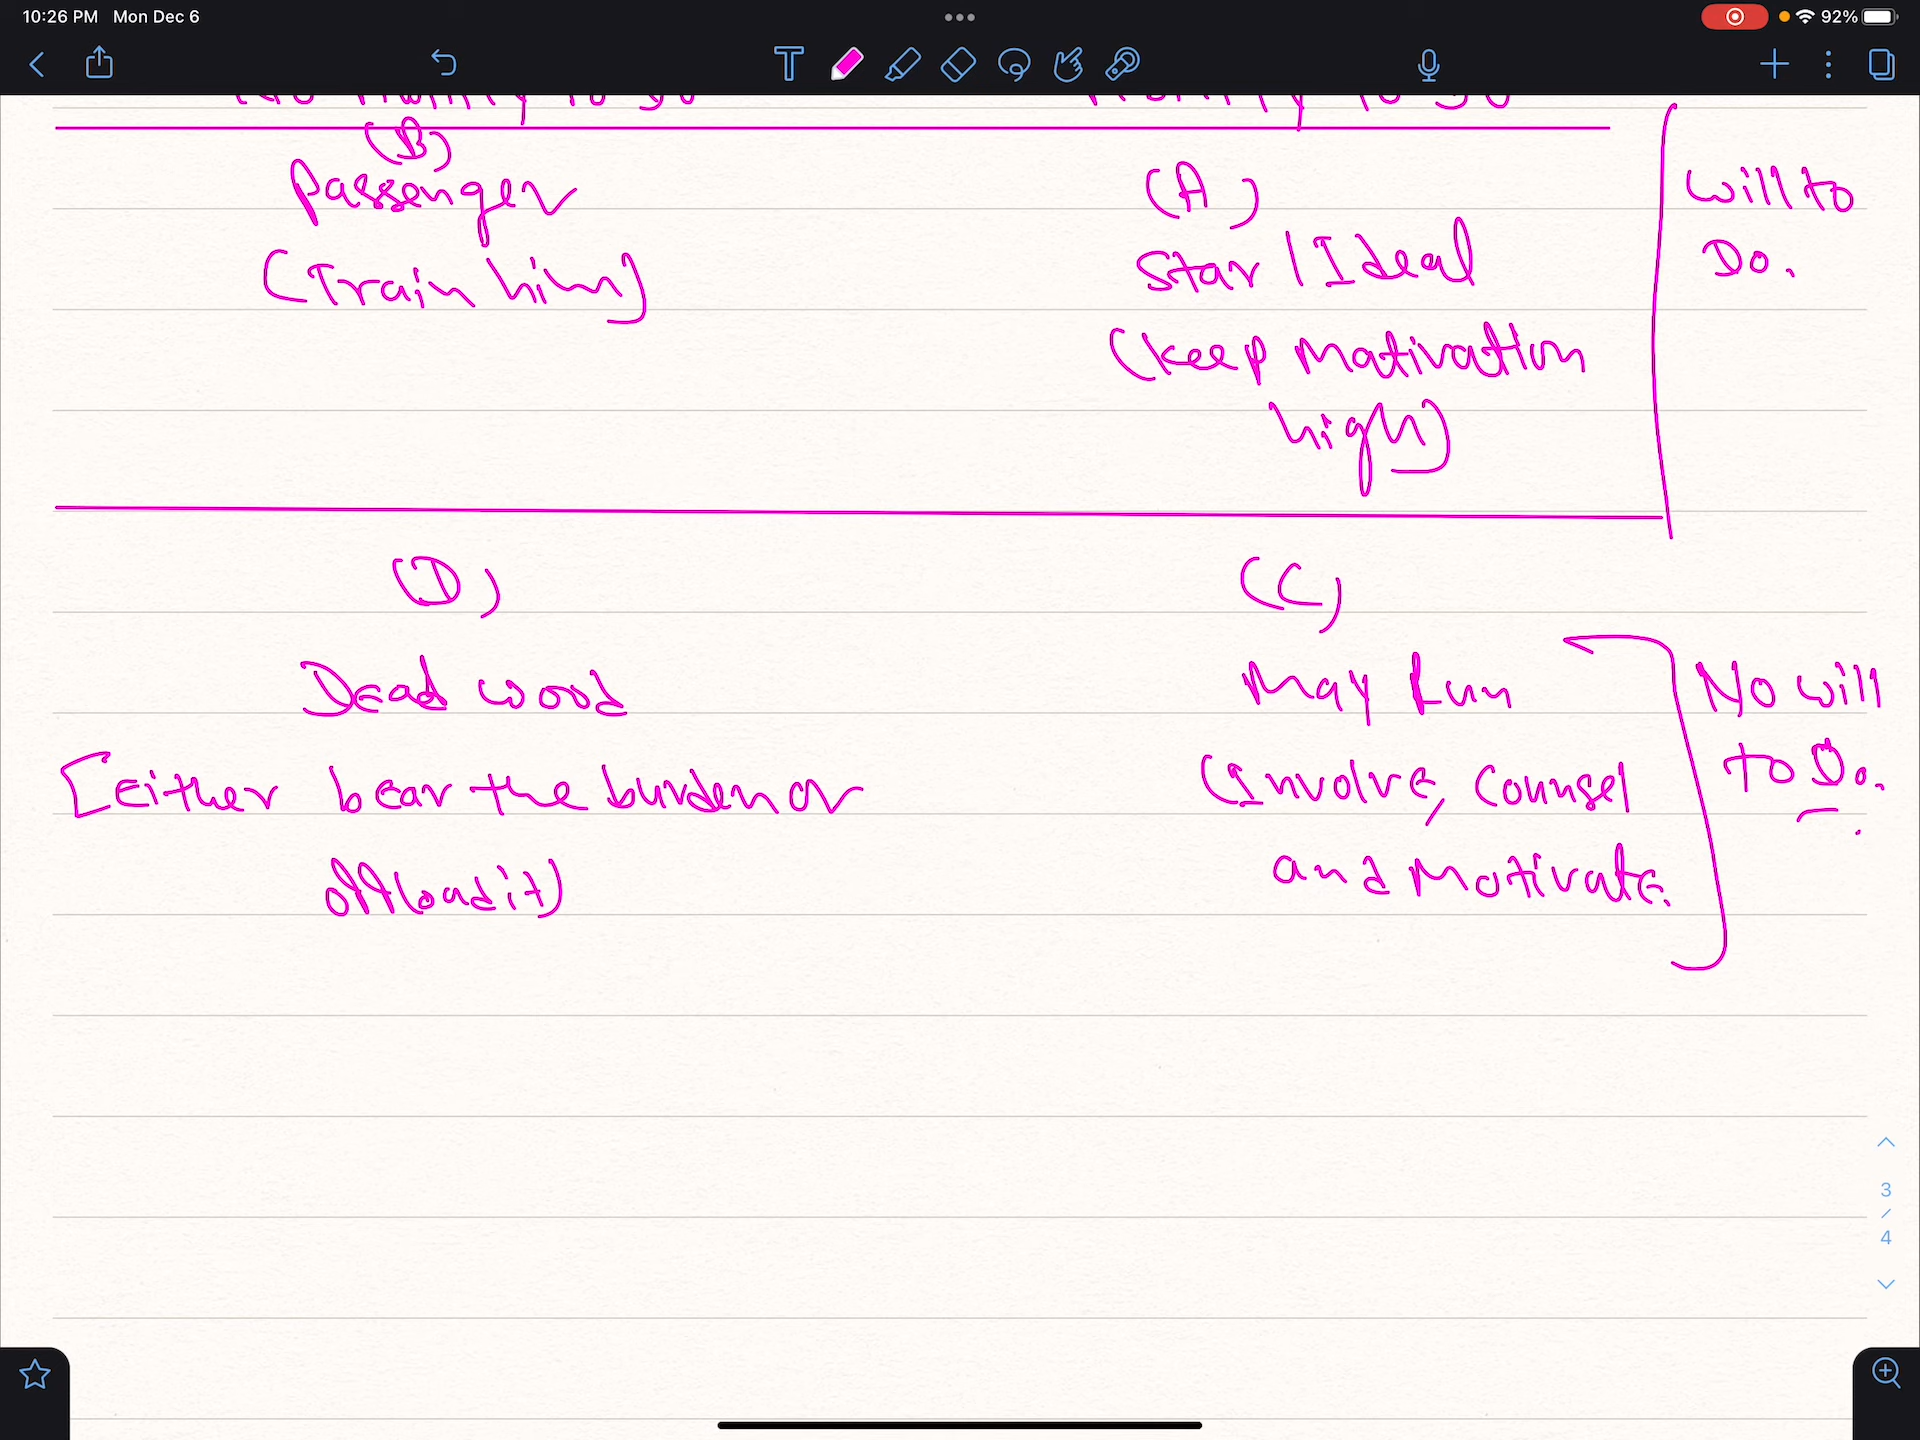 10:26 PM Mon Dec 6
92%
(B)
Passenger
(Train him)
(A)
Star / Ideal
(Keep Motivation
high)
Will to
Do.
(D)
Dead wood
[Either bear the burden or
offload it)
(C)
May Run
(Involve, Counsel
and Motivate.
No will
to Do.
3
/
4